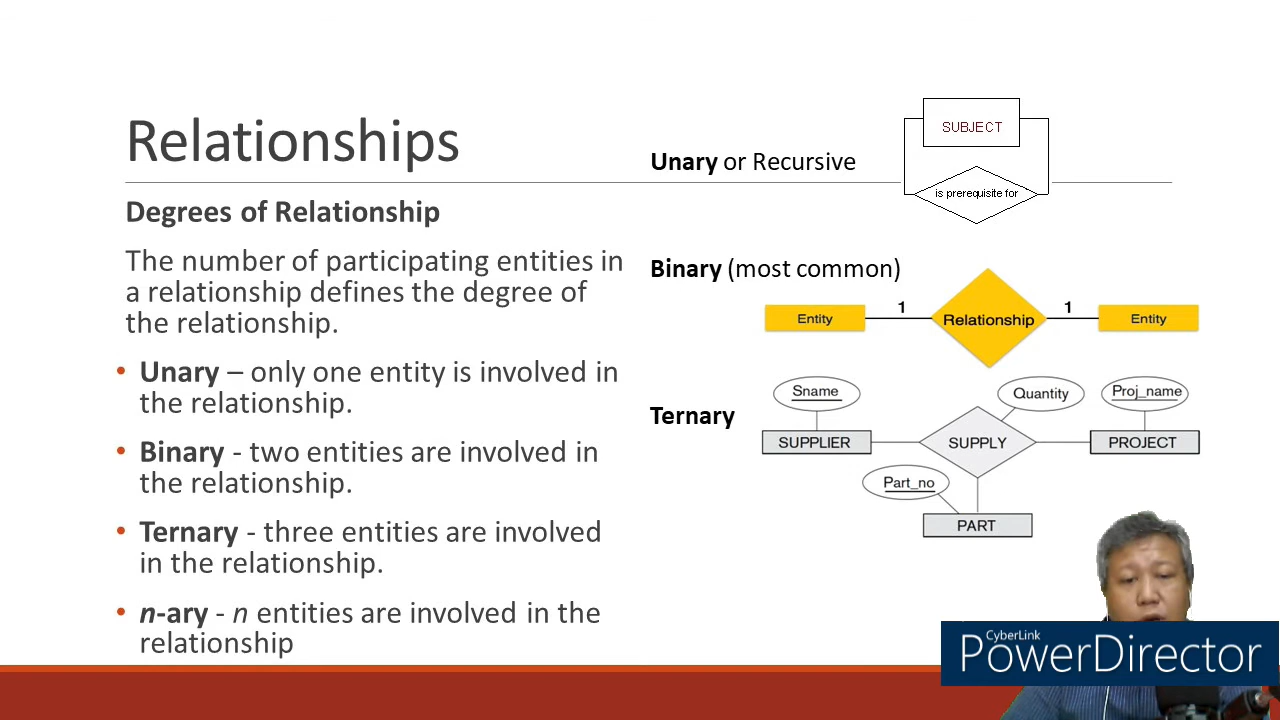 Relationships
Degrees of Relationship
The number of participating entities in
a relationship defines the degree of
the relationship.
• Unary – only one entity is involved in
the relationship.
• Binary - two entities are involved in
the relationship.
• Ternary - three entities are involved
in the relationship.
• n-ary - n entities are involved in the
relationship
Unary or Recursive
SUBJECT
is prerequisite for
Binary (most common)
1 1
Entity Relationship Entity
Ternary
Sname Quantity Proj_name
SUPPLIER SUPPLY PROJECT
Part_no
PART
CyberLink
PowerDirector